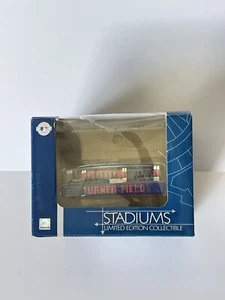 TURNER FIELD
STADIUMS
LIMITED EDITION COLLECTIBLE